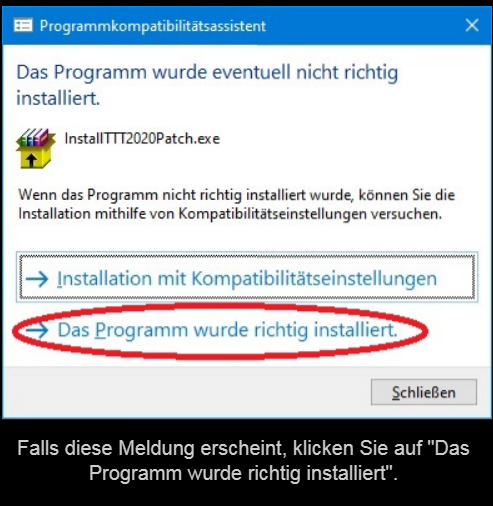 Programmkompatibilitätsassistent
Das Programm wurde eventuell nicht richtig
installiert.
InstallTTT2020Patch.exe
Wenn das Programm nicht richtig installiert wurde, können Sie die
Installation mithilfe von Kompatibilitätseinstellungen versuchen.
Installation mit Kompatibilitätseinstellungen
Das Programm wurde richtig installiert.
Schließen
Falls diese Meldung erscheint, klicken Sie auf "Das
Programm wurde richtig installiert".